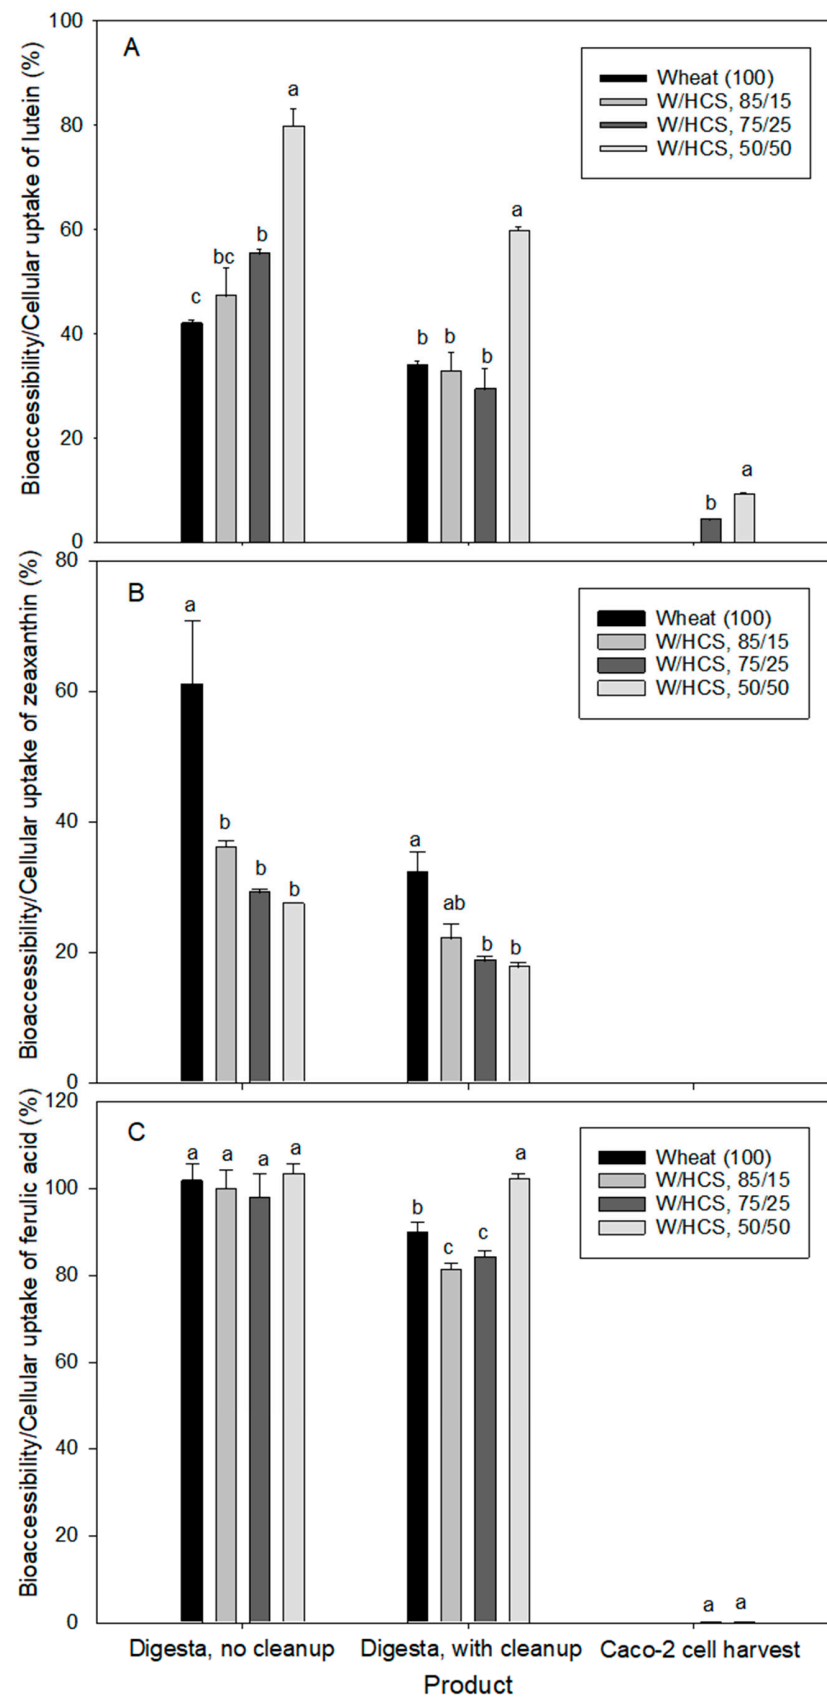 Bioaccessibility/Cellular uptake of lutein (%)
100
80
60
40
20
0
A
Wheat (100)
W/HCS, 85/15
W/HCS, 75/25
W/HCS, 50/50
c
bc
b
a
b
b
b
a
b
a
Bioaccessibility/Cellular uptake of zeaxanthin (%)
80
60
40
20
0
B
Wheat (100)
W/HCS, 85/15
W/HCS, 75/25
W/HCS, 50/50
a
b
b
b
a
ab
b
b
Bioaccessibility/Cellular uptake of ferulic acid (%)
120
100
80
60
40
20
0
C
Wheat (100)
W/HCS, 85/15
W/HCS, 75/25
W/HCS, 50/50
a
a
a
a
b
c
c
a
a
a
Digesta, no cleanup
Digesta, with cleanup
Caco-2 cell harvest
Product